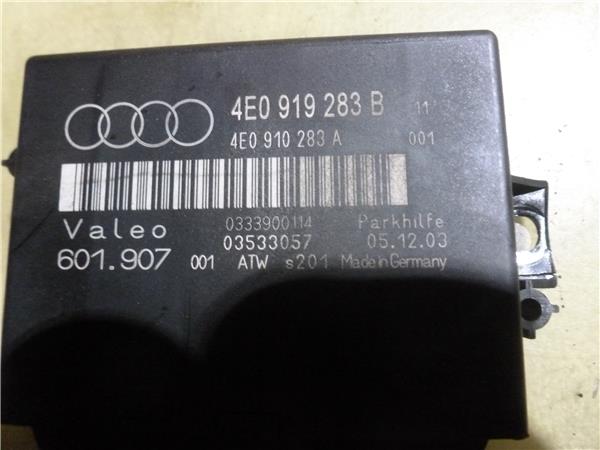 4E0 919 283 B 11
4E0 910 283 A 001
Valeo 0333900114 Parkhilfe
03533057 05.12.03
601.907 001 ATW s201 Made in Germany